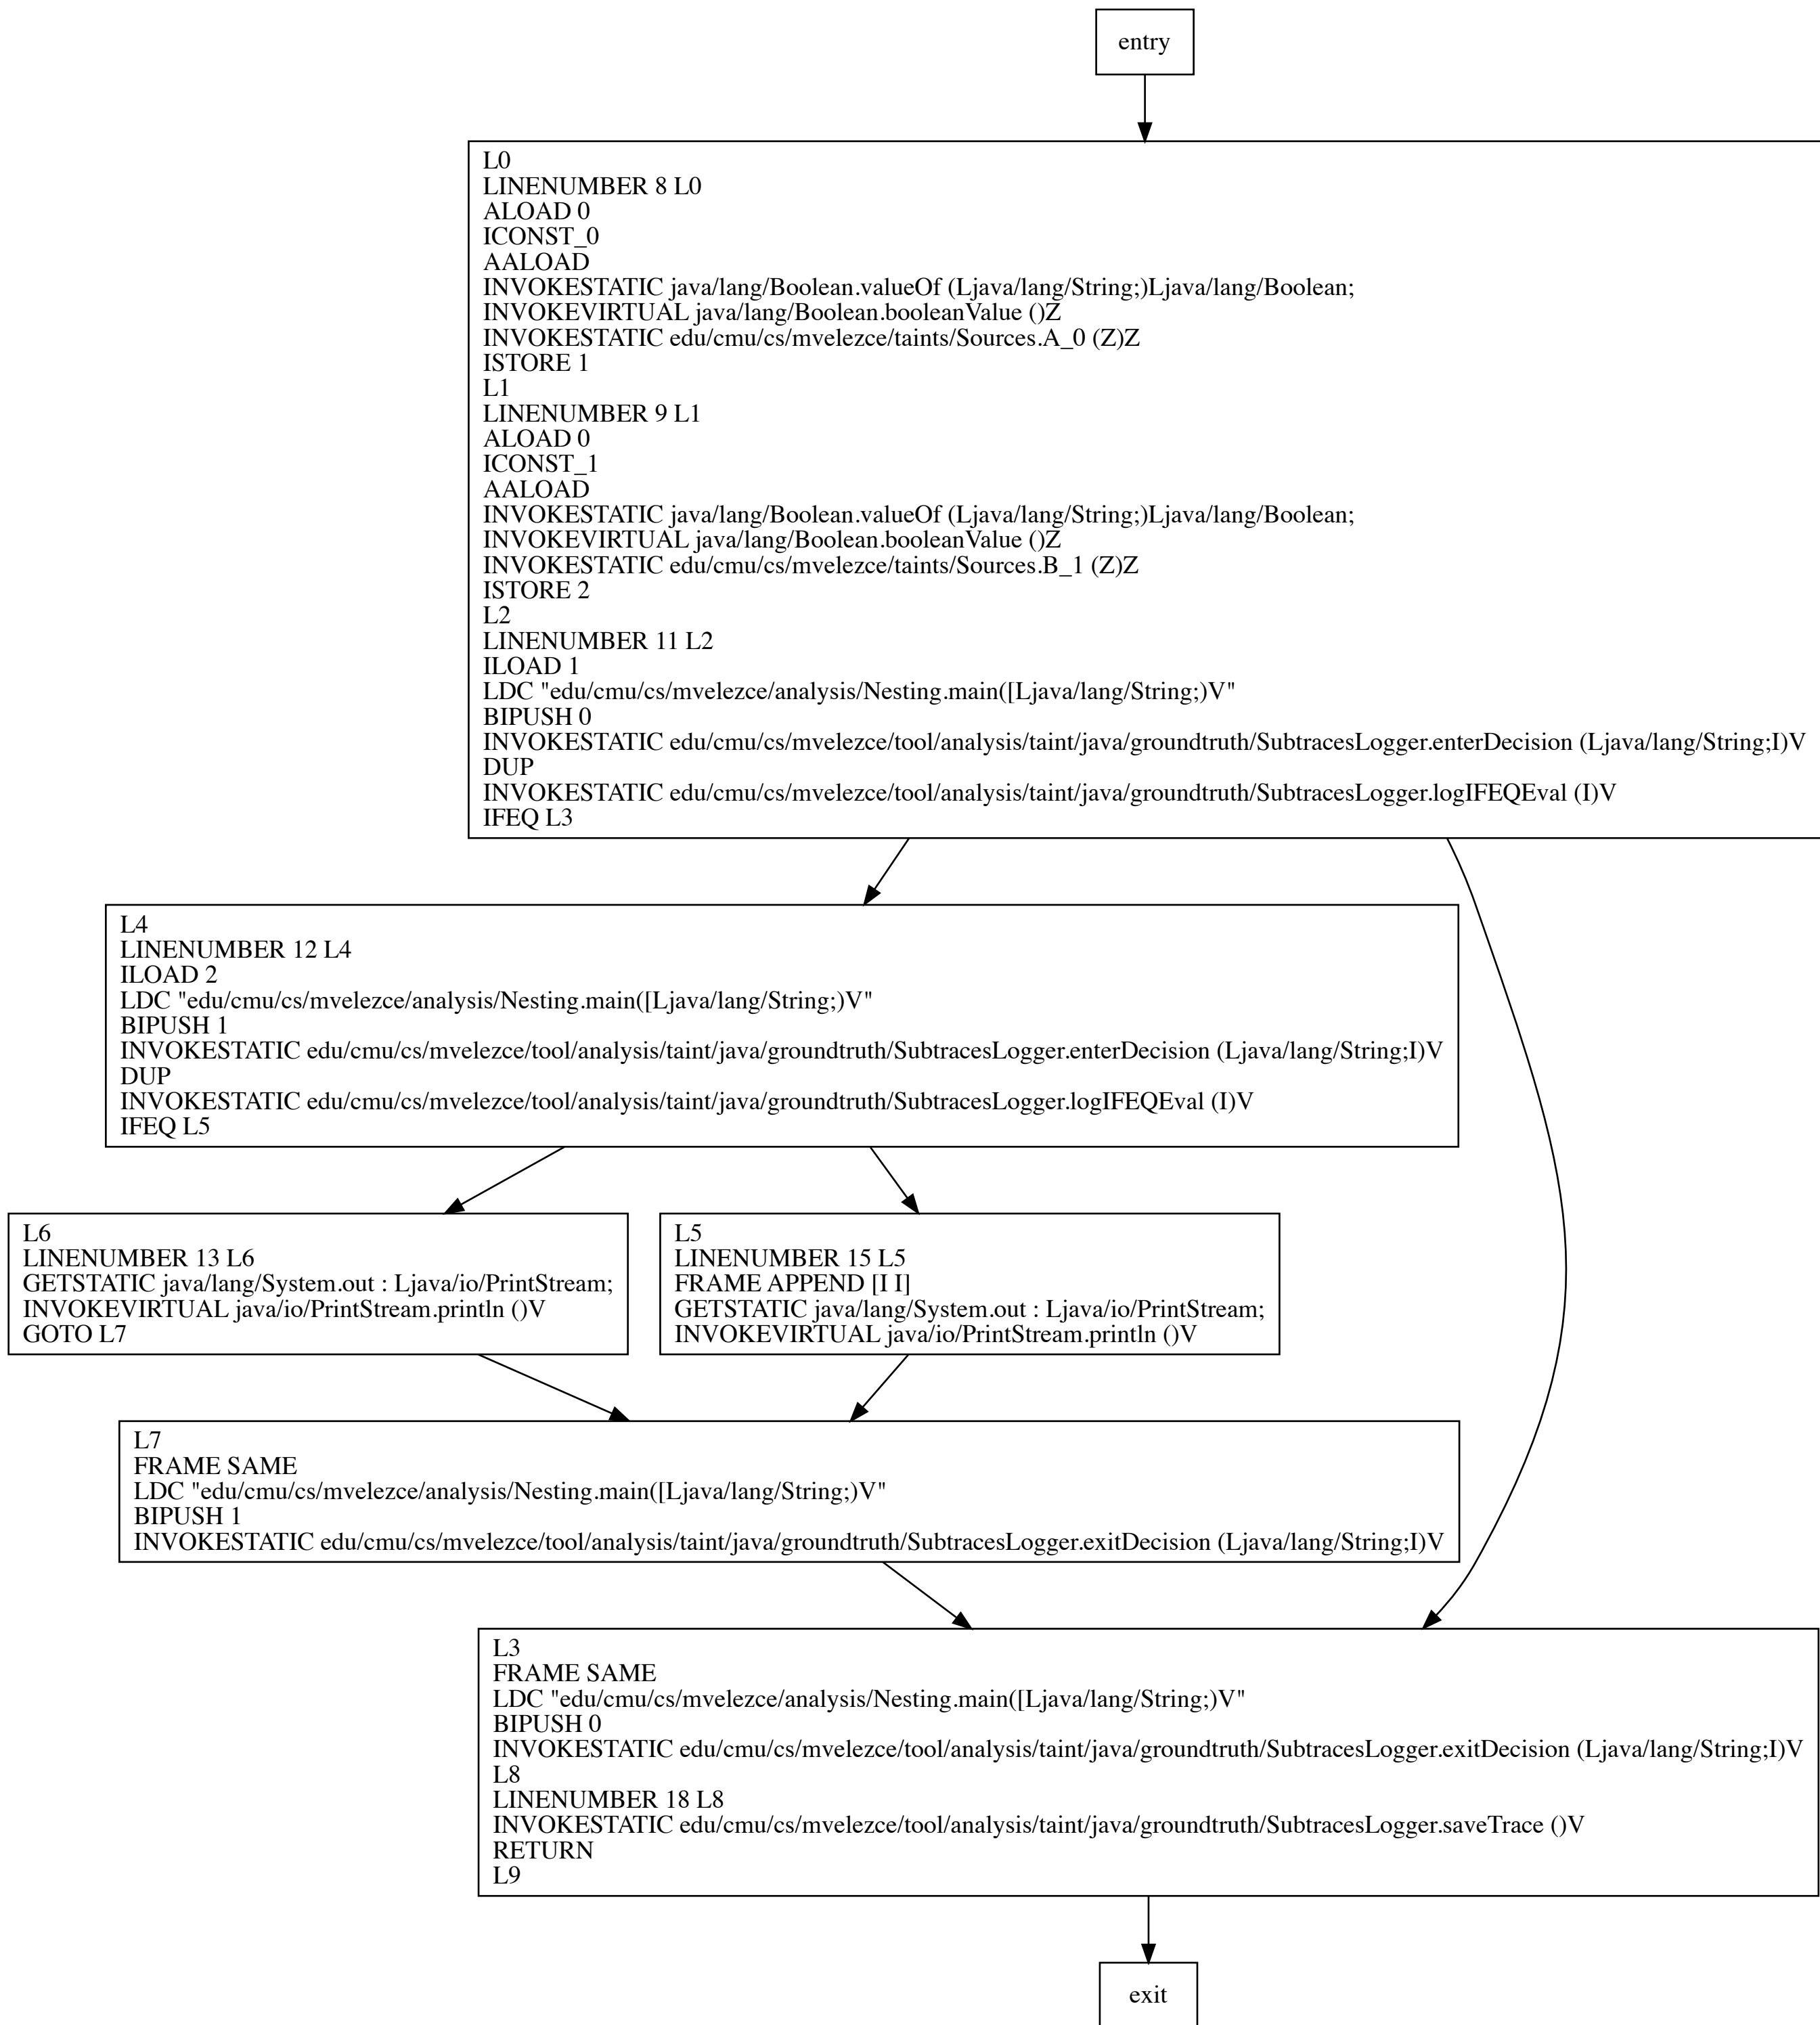 entry
L0
LINENUMBER 8 L0
ALOAD 0
ICONST_0
AALOAD
INVOKESTATIC java/lang/Boolean.valueOf (Ljava/lang/String;)Ljava/lang/Boolean;
INVOKEVIRTUAL java/lang/Boolean.booleanValue ()Z
INVOKESTATIC edu/cmu/cs/mvelezce/taints/Sources.A_0 (Z)Z
ISTORE 1
L1
LINENUMBER 9 L1
ALOAD 0
ICONST_1
AALOAD
INVOKESTATIC java/lang/Boolean.valueOf (Ljava/lang/String;)Ljava/lang/Boolean;
INVOKEVIRTUAL java/lang/Boolean.booleanValue ()Z
INVOKESTATIC edu/cmu/cs/mvelezce/taints/Sources.B_1 (Z)Z
ISTORE 2
L2
LINENUMBER 11 L2
ILOAD 1
LDC "edu/cmu/cs/mvelezce/analysis/Nesting.main([Ljava/lang/String;)V"
BIPUSH 0
INVOKESTATIC edu/cmu/cs/mvelezce/tool/analysis/taint/java/groundtruth/SubtracesLogger.enterDecision (Ljava/lang/String;I)V
DUP
INVOKESTATIC edu/cmu/cs/mvelezce/tool/analysis/taint/java/groundtruth/SubtracesLogger.logIFEQEval (I)V
IFEQ L3
L4
LINENUMBER 12 L4
ILOAD 2
LDC "edu/cmu/cs/mvelezce/analysis/Nesting.main([Ljava/lang/String;)V"
BIPUSH 1
INVOKESTATIC edu/cmu/cs/mvelezce/tool/analysis/taint/java/groundtruth/SubtracesLogger.enterDecision (Ljava/lang/String;I)V
DUP
INVOKESTATIC edu/cmu/cs/mvelezce/tool/analysis/taint/java/groundtruth/SubtracesLogger.logIFEQEval (I)V
IFEQ L5
L6
LINENUMBER 13 L6
GETSTATIC java/lang/System.out : Ljava/io/PrintStream;
INVOKEVIRTUAL java/io/PrintStream.println ()V
GOTO L7
L5
LINENUMBER 15 L5
FRAME APPEND [I I]
GETSTATIC java/lang/System.out : Ljava/io/PrintStream;
INVOKEVIRTUAL java/io/PrintStream.println ()V
L7
FRAME SAME
LDC "edu/cmu/cs/mvelezce/analysis/Nesting.main([Ljava/lang/String;)V"
BIPUSH 1
INVOKESTATIC edu/cmu/cs/mvelezce/tool/analysis/taint/java/groundtruth/SubtracesLogger.exitDecision (Ljava/lang/String;I)V
L3
FRAME SAME
LDC "edu/cmu/cs/mvelezce/analysis/Nesting.main([Ljava/lang/String;)V"
BIPUSH 0
INVOKESTATIC edu/cmu/cs/mvelezce/tool/analysis/taint/java/groundtruth/SubtracesLogger.exitDecision (Ljava/lang/String;I)V
L8
LINENUMBER 18 L8
INVOKESTATIC edu/cmu/cs/mvelezce/tool/analysis/taint/java/groundtruth/SubtracesLogger.saveTrace ()V
RETURN
L9
exit